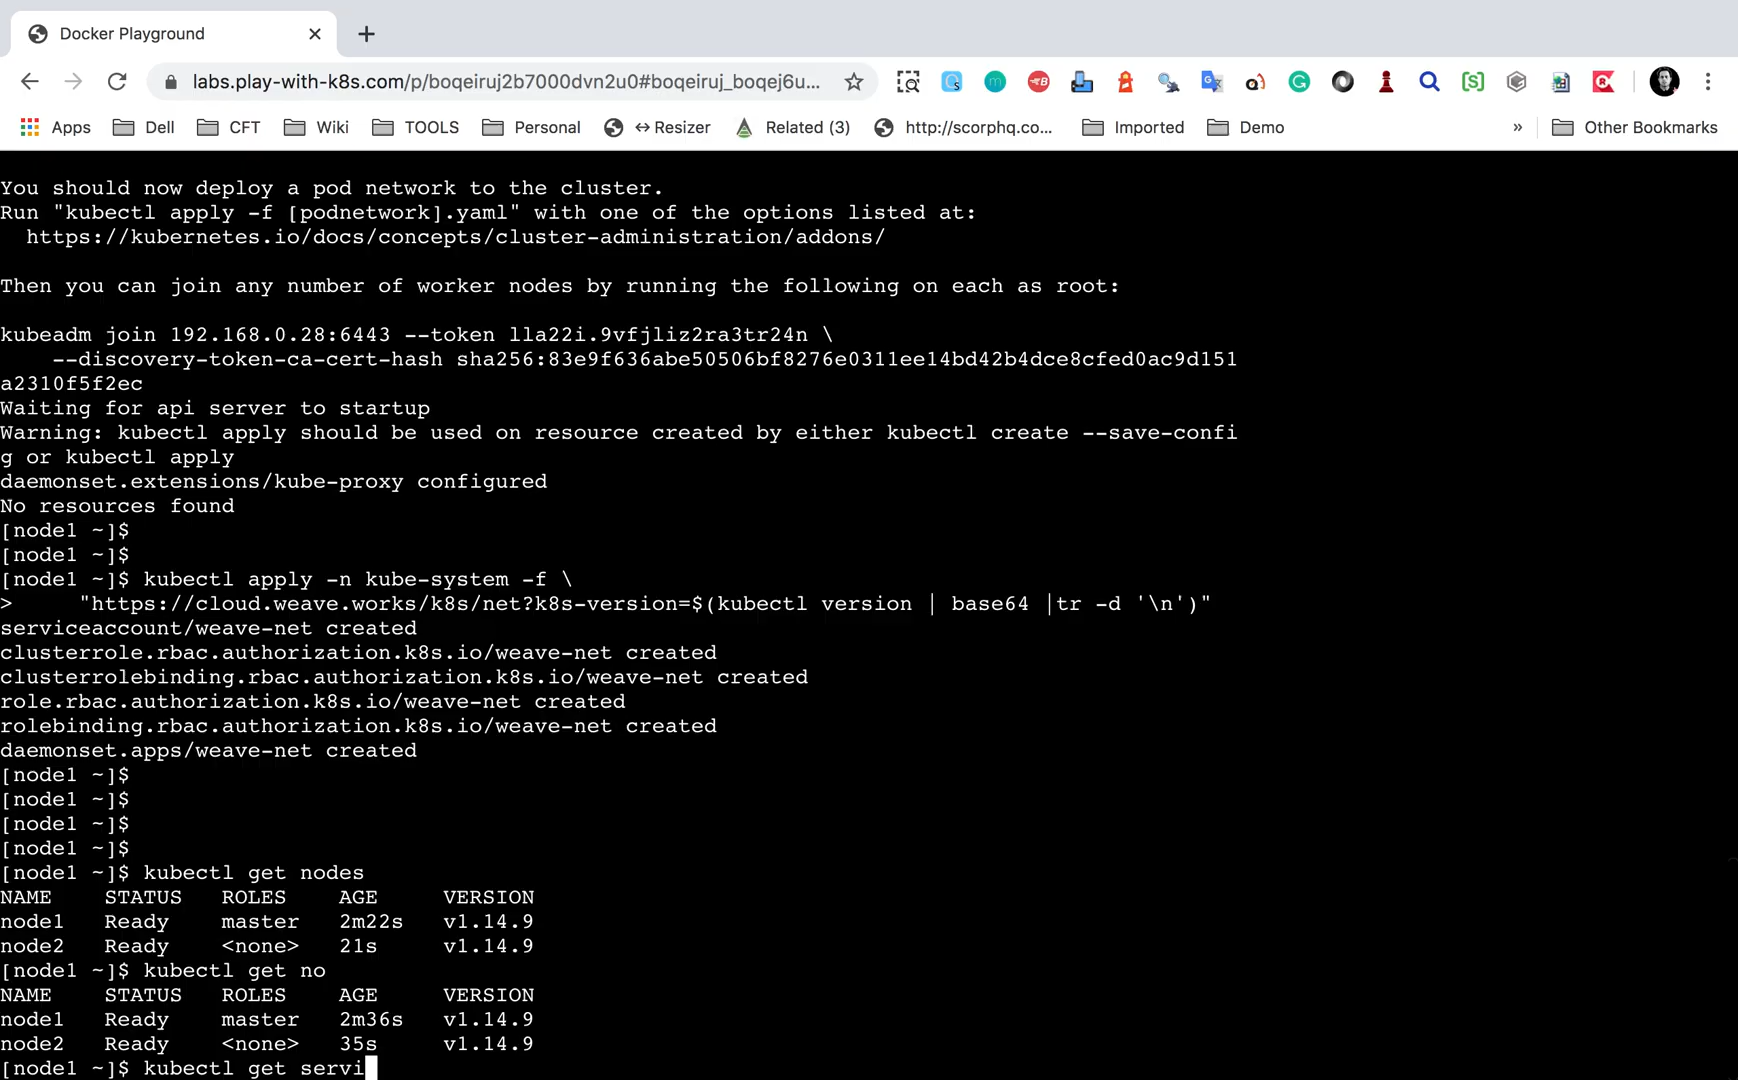 Docker Playground
labs.play-with-k8s.com/p/boqeiruj2b7000dvn2u0#boqeiruj_boqej6u...
Apps Dell CFT Wiki TOOLS Personal ↔Resizer Related (3) http://scorphq.co... Imported Demo » Other Bookmarks
You should now deploy a pod network to the cluster.
Run "kubectl apply -f [podnetwork].yaml" with one of the options listed at:
  https://kubernetes.io/docs/concepts/cluster-administration/addons/
Then you can join any number of worker nodes by running the following on each as root:
kubeadm join 192.168.0.28:6443 --token lla22i.9vfjliz2ra3tr24n \
    --discovery-token-ca-cert-hash sha256:83e9f636abe50506bf8276e0311ee14bd42b4dce8cfed0ac9d151
a2310f5f2ec
Waiting for api server to startup
Warning: kubectl apply should be used on resource created by either kubectl create --save-confi
g or kubectl apply
daemonset.extensions/kube-proxy configured
No resources found
[node1 ~]$
[node1 ~]$
[node1 ~]$ kubectl apply -n kube-system -f \
>     "https://cloud.weave.works/k8s/net?k8s-version=$(kubectl version | base64 |tr -d '\n')"
serviceaccount/weave-net created
clusterrole.rbac.authorization.k8s.io/weave-net created
clusterrolebinding.rbac.authorization.k8s.io/weave-net created
role.rbac.authorization.k8s.io/weave-net created
rolebinding.rbac.authorization.k8s.io/weave-net created
daemonset.apps/weave-net created
[node1 ~]$
[node1 ~]$
[node1 ~]$
[node1 ~]$
[node1 ~]$ kubectl get nodes
NAME    STATUS   ROLES    AGE     VERSION
node1   Ready    master   2m22s   v1.14.9
node2   Ready    <none>   21s     v1.14.9
[node1 ~]$ kubectl get no
NAME    STATUS   ROLES    AGE     VERSION
node1   Ready    master   2m36s   v1.14.9
node2   Ready    <none>   35s     v1.14.9
[node1 ~]$ kubectl get servi